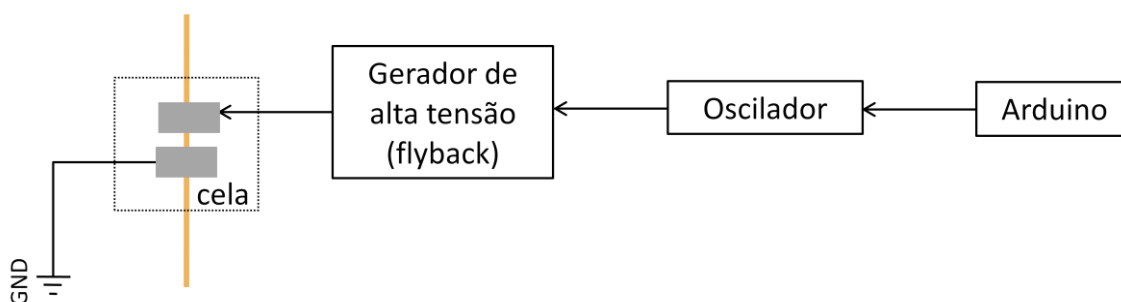 Gerador de
alta tensão
(flyback)
Oscilador
Arduino
cela
GND